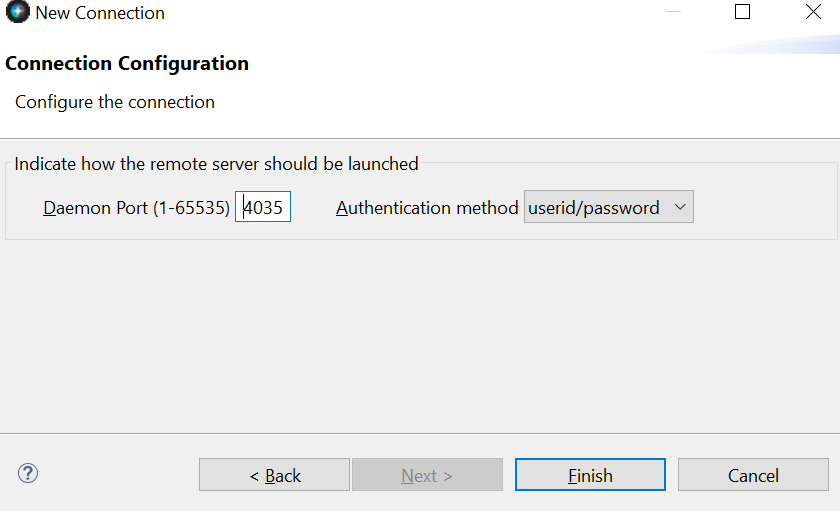 New Connection
Connection Configuration
Configure the connection
Indicate how the remote server should be launched
Daemon Port (1-65535) 4035 Authentication method userid/password
?
< Back Next > Finish Cancel